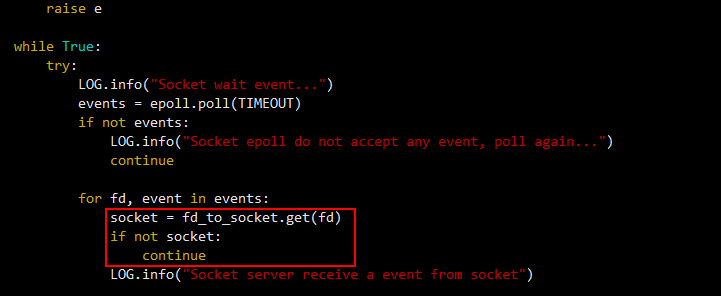 raise e
while True:
try:
LOG.info("Socket wait event...")
events = epoll.poll(TIMEOUT)
if not events:
LOG.info("Socket epoll do not accept any event, poll again...")
continue
for fd, event in events:
socket = fd_to_socket.get(fd)
if not socket:
continue
LOG.info("Socket server receive a event from socket")